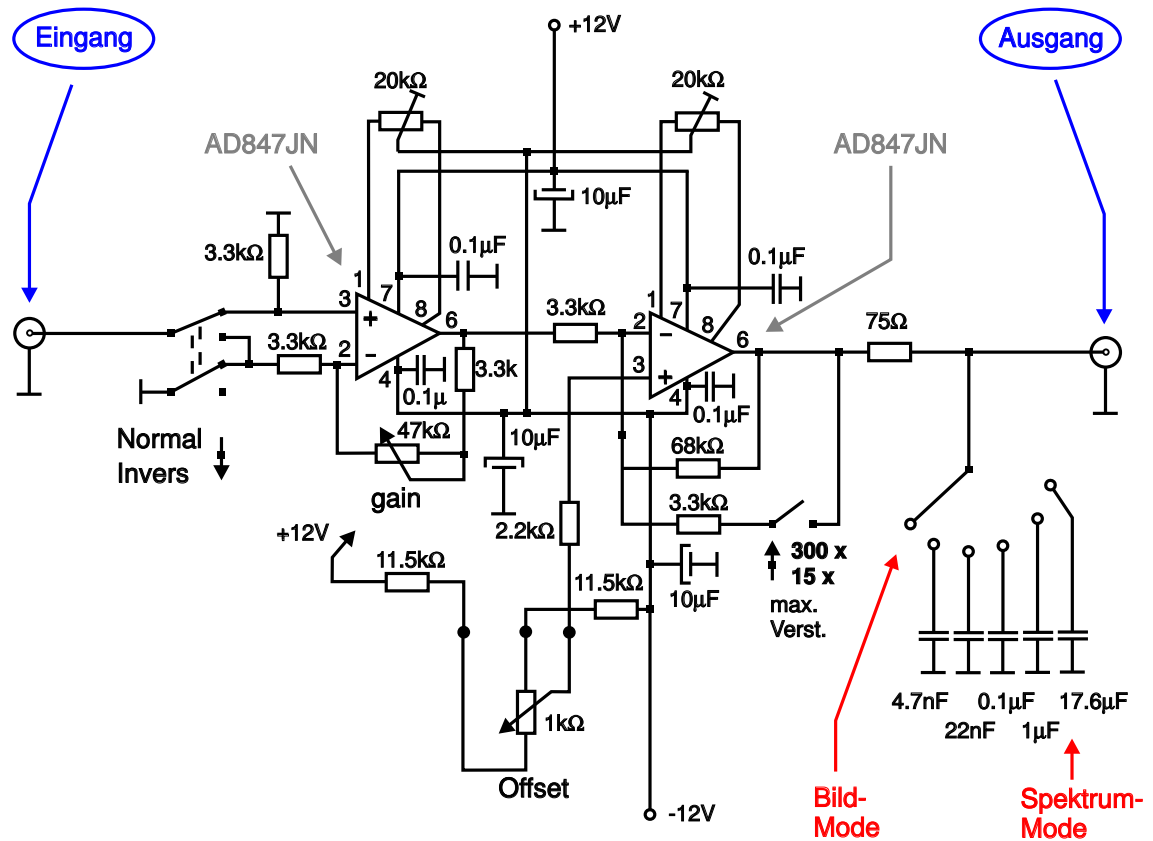 Eingang
+12V
Ausgang
20kΩ
20kΩ
AD847JN
AD847JN
10µF
3.3kΩ
0.1µF
0.1µF
1
7
8
3
+
6
3.3kΩ
2
-
4
0.1µ
3.3k
3.3kΩ
1
7
8
2
-
6
75Ω
3
+
4
0.1µF
Normal
Invers
47kΩ
gain
10µF
68kΩ
3.3kΩ
+12V
2.2kΩ
300 x
15 x
max.
Verst.
11.5kΩ
11.5kΩ
10µF
1kΩ
Offset
-12V
4.7nF
0.1µF
17.6µF
22nF
1µF
Bild-
Mode
Spektrum-
Mode